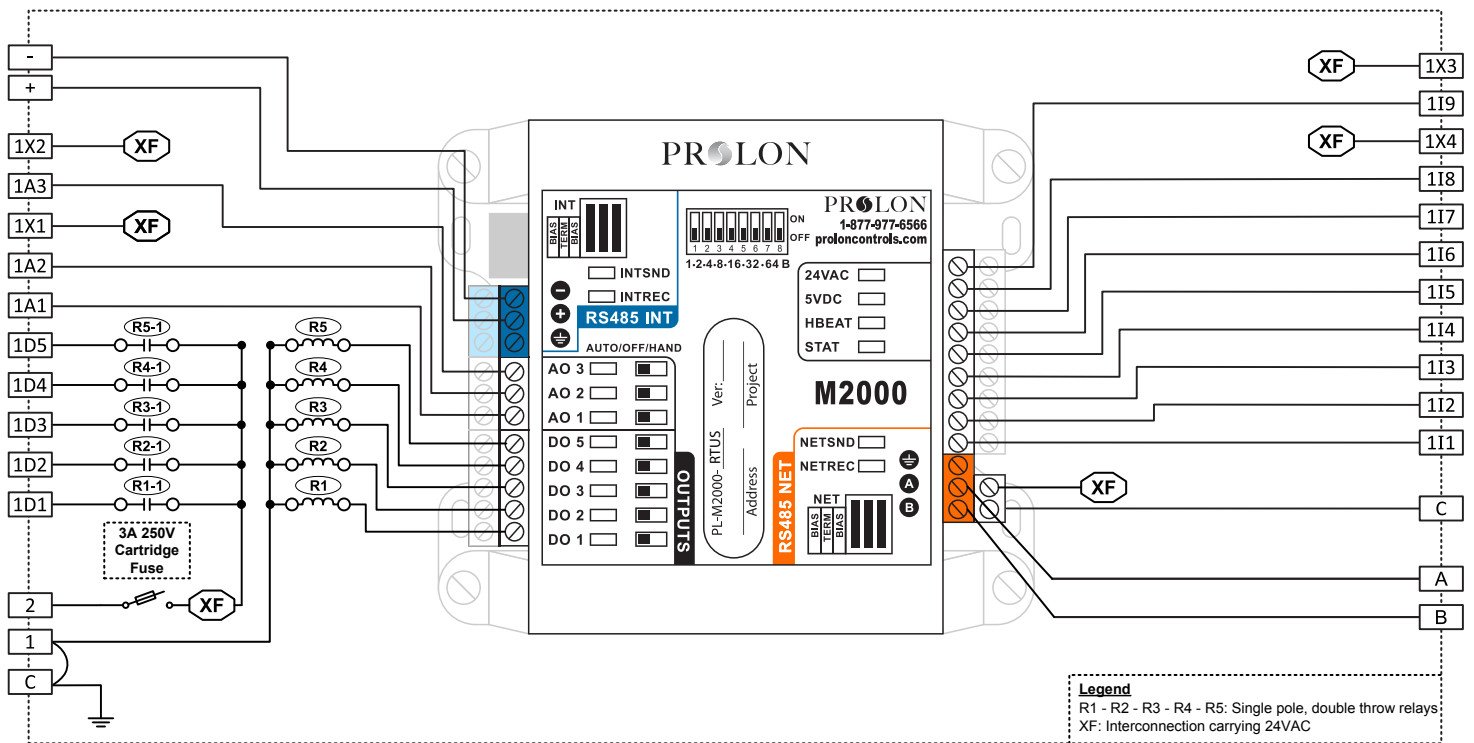 -
+
1X2
XF
1A3
1X1
XF
1A2
1A1
1D5
R5-1
R5
1D4
R4-1
R4
1D3
R3-1
R3
1D2
R2-1
R2
1D1
R1-1
R1
3A 250V
Cartridge
Fuse
2
XF
1
C
PROLON
INT
BIAS
TERM
BIAS
INTSND
INTREC
RS485 INT
ON
OFF
1 2 3 4 5 6 7 8
1·2·4·8·16·32·64 B
PROLON
1-877-977-6566
proloncontrols.com
24VAC
5VDC
HBEAT
STAT
AUTO/OFF/HAND
AO 3
AO 2
AO 1
DO 5
DO 4
DO 3
DO 2
DO 1
OUTPUTS
PL-M2000-_RTUS Ver:____
Address ____ Project
M2000
RS485 NET
NETSND
NETREC
A
B
NET
BIAS
TERM
BIAS
XF
1X3
1I9
XF
1X4
1I8
1I7
1I6
1I5
1I4
1I3
1I2
1I1
XF
C
A
B
Legend
R1 - R2 - R3 - R4 - R5: Single pole, double throw relays
XF: Interconnection carrying 24VAC